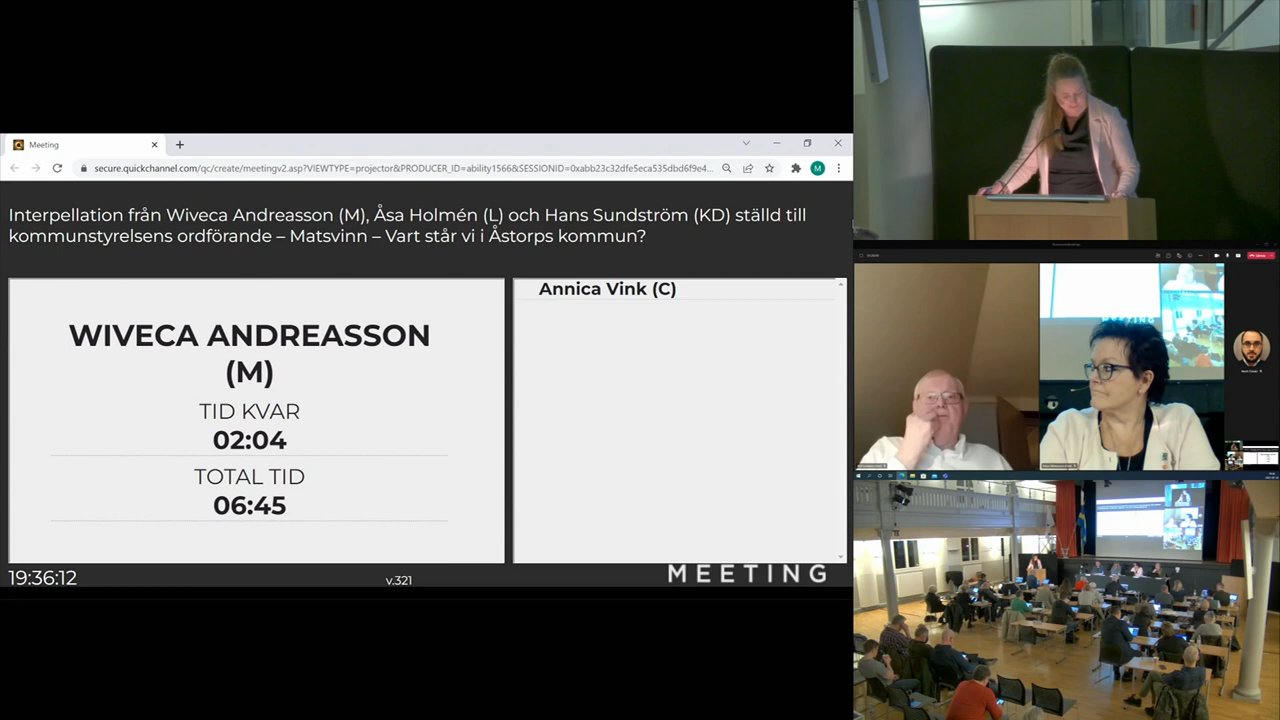 Meeting
secure.quickchannel.com/qc/create/meetingv2.asp?VIEWTYPE=projector&PRODUCER_ID=ability1566&SESSIONID=0xabb23c32dfe5eca535dbd6f9e4...
M
Interpellation från Wiveca Andreasson (M), Åsa Holmén (L) och Hans Sundström (KD) ställd till
kommunstyrelsens ordförande – Matsvinn – Vart står vi i Åstorps kommun?
WIVECA ANDREASSON
(M)
TID KVAR
02:04
TOTAL TID
06:45
Annica Vink (C)
19:36:12
v.321
MEETING
MEETING